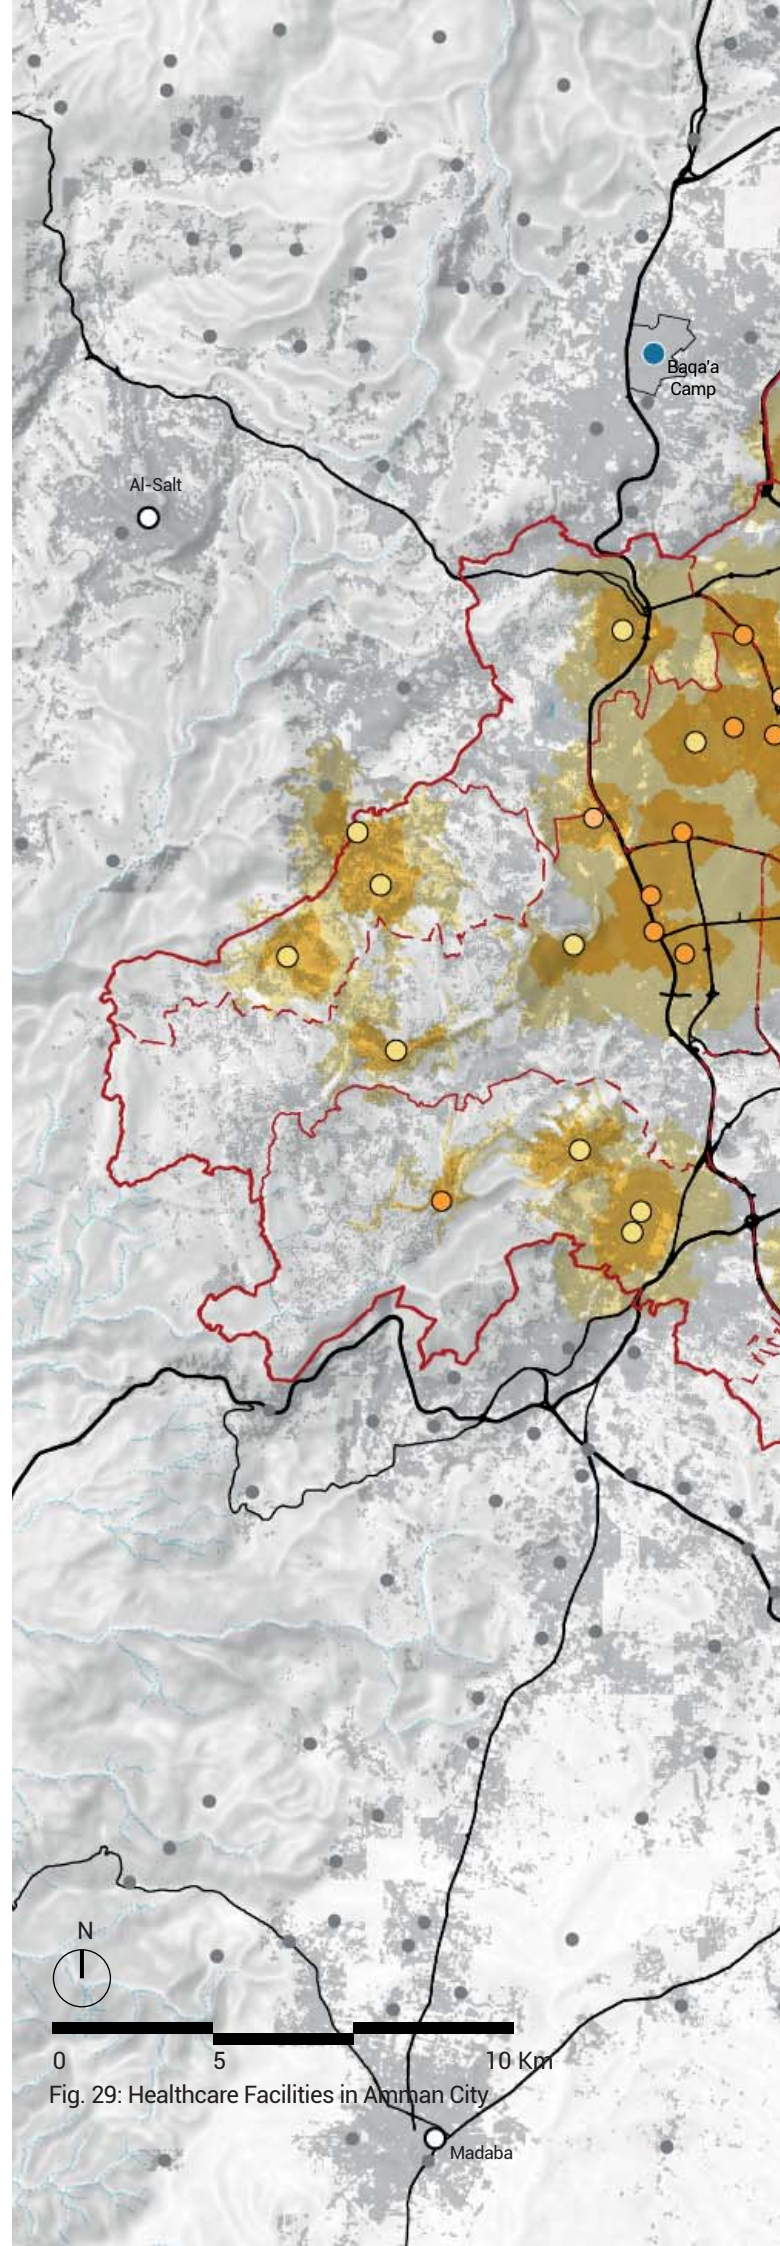 Baqa'a
Camp
Al-Salt
N
0 5 10 Km
Fig. 29: Healthcare Facilities in Amman City
Madaba